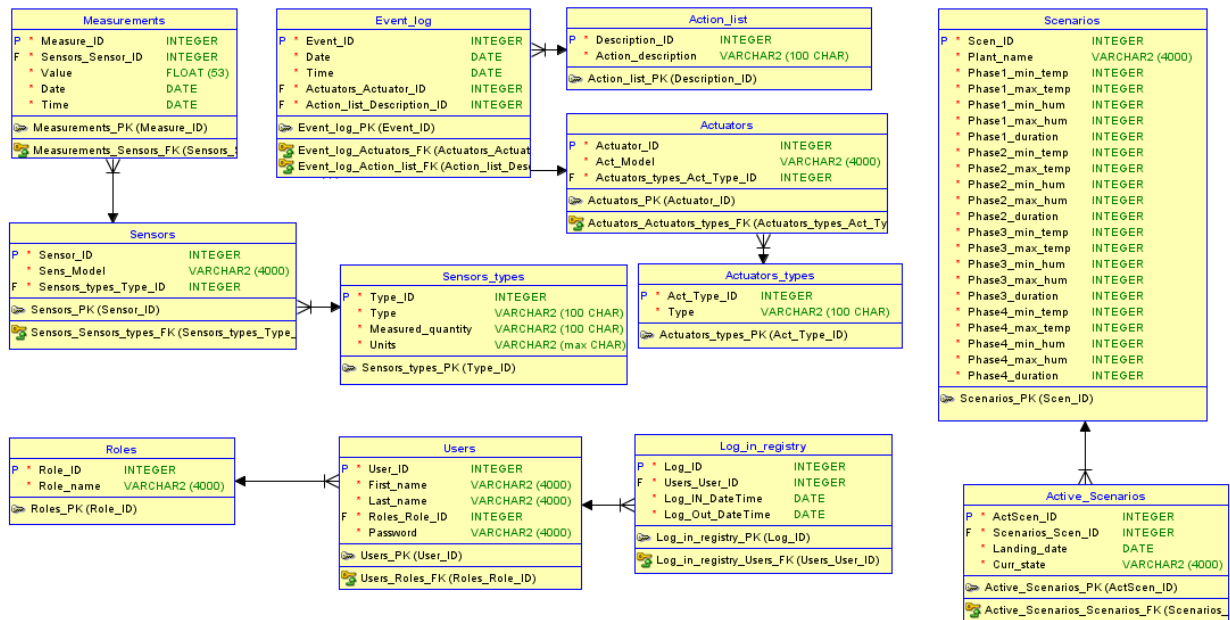 Measurements
P * Measure_ID INTEGER
F * Sensors_Sensor_ID INTEGER
* Value FLOAT (53)
* Date DATE
* Time DATE
Measurements_PK (Measure_ID)
Measurements_Sensors_FK (Sensors_S
Event_log
P * Event_ID INTEGER
* Date DATE
* Time DATE
F * Actuators_Actuator_ID INTEGER
F * Action_list_Description_ID INTEGER
Event_log_PK (Event_ID)
Event_log_Actuators_FK (Actuators_Actuat
Event_log_Action_list_FK (Action_list_Des
Action_list
P * Description_ID INTEGER
* Action_description VARCHAR2 (100 CHAR)
Action_list_PK (Description_ID)
Actuators
P * Actuator_ID INTEGER
* Act_Model VARCHAR2 (4000)
F * Actuators_types_Act_Type_ID INTEGER
Actuators_PK (Actuator_ID)
Actuators_Actuators_types_FK (Actuators_types_Act_Ty
Scenarios
P * Scen_ID INTEGER
* Plant_name VARCHAR2 (4000)
* Phase1_min_temp INTEGER
* Phase1_max_temp INTEGER
* Phase1_min_hum INTEGER
* Phase1_max_hum INTEGER
* Phase1_duration INTEGER
* Phase2_min_temp INTEGER
* Phase2_max_temp INTEGER
* Phase2_min_hum INTEGER
* Phase2_max_hum INTEGER
* Phase2_duration INTEGER
* Phase3_min_temp INTEGER
* Phase3_max_temp INTEGER
* Phase3_min_hum INTEGER
* Phase3_max_hum INTEGER
* Phase3_duration INTEGER
* Phase4_min_temp INTEGER
* Phase4_max_temp INTEGER
* Phase4_min_hum INTEGER
* Phase4_max_hum INTEGER
* Phase4_duration INTEGER
Scenarios_PK (Scen_ID)
Sensors
P * Sensor_ID INTEGER
* Sens_Model VARCHAR2 (4000)
F * Sensors_types_Type_ID INTEGER
Sensors_PK (Sensor_ID)
Sensors_Sensors_types_FK (Sensors_types_Type_
Sensors_types
P * Type_ID INTEGER
* Type VARCHAR2 (100 CHAR)
* Measured_quantity VARCHAR2 (100 CHAR)
* Units VARCHAR2 (max CHAR)
Sensors_types_PK (Type_ID)
Actuators_types
P * Act_Type_ID INTEGER
* Type VARCHAR2 (100 CHAR)
Actuators_types_PK (Act_Type_ID)
Roles
P * Role_ID INTEGER
* Role_name VARCHAR2 (4000)
Roles_PK (Role_ID)
Users
P * User_ID INTEGER
* First_name VARCHAR2 (4000)
* Last_name VARCHAR2 (4000)
F * Roles_Role_ID INTEGER
* Password VARCHAR2 (4000)
Users_PK (User_ID)
Users_Roles_FK (Roles_Role_ID)
Log_in_registry
P * Log_ID INTEGER
F * Users_User_ID INTEGER
* Log_IN_DateTime DATE
* Log_Out_DateTime DATE
Log_in_registry_PK (Log_ID)
Log_in_registry_Users_FK (Users_User_ID)
Active_Scenarios
P * ActScen_ID INTEGER
F * Scenarios_Scen_ID INTEGER
* Landing_date DATE
* Curr_state VARCHAR2 (4000)
Active_Scenarios_PK (ActScen_ID)
Active_Scenarios_Scenarios_FK (Scenarios_